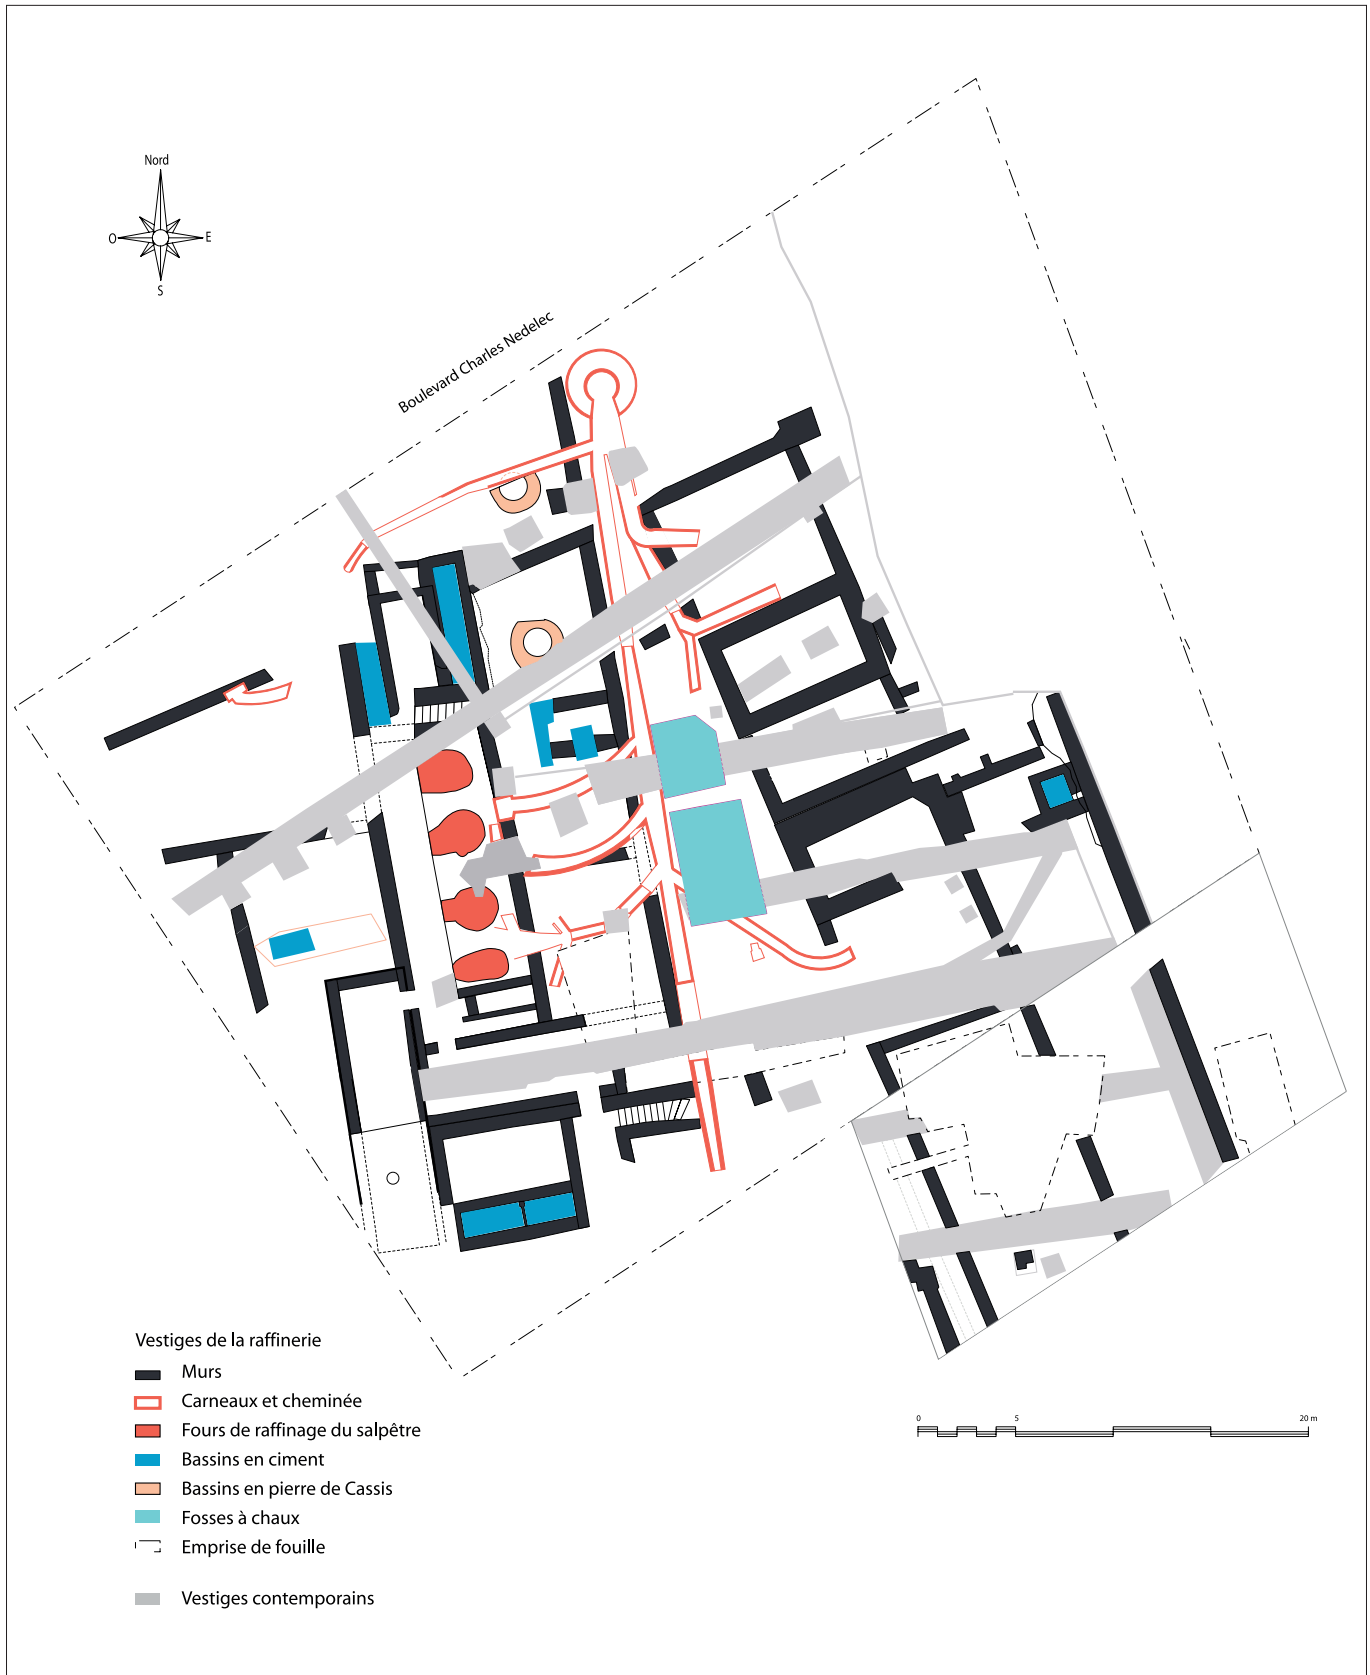 Nord
O
E
S
Boulevard Charles Nedelec
Vestiges de la raffinerie
Murs
Carneaux et cheminée
Fours de raffinage du salpêtre
Bassins en ciment
Bassins en pierre de Cassis
Fosses à chaux
Emprise de fouille
Vestiges contemporains
0 5 20 m